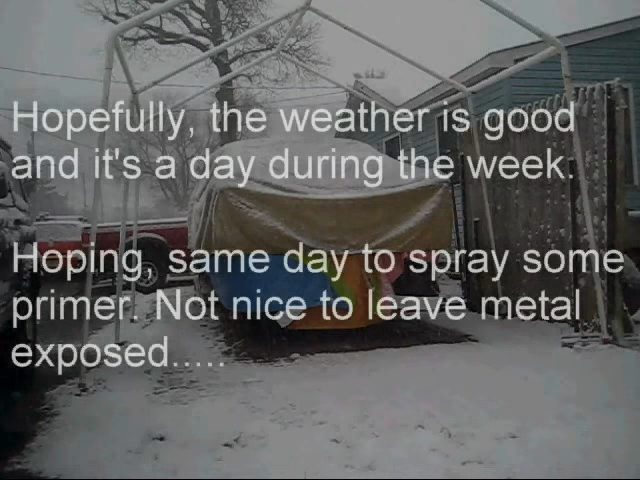 Hopefully, the weather is good
and it's a day during the week.
Hoping  same day to spray some
primer. Not nice to leave metal
exposed.....